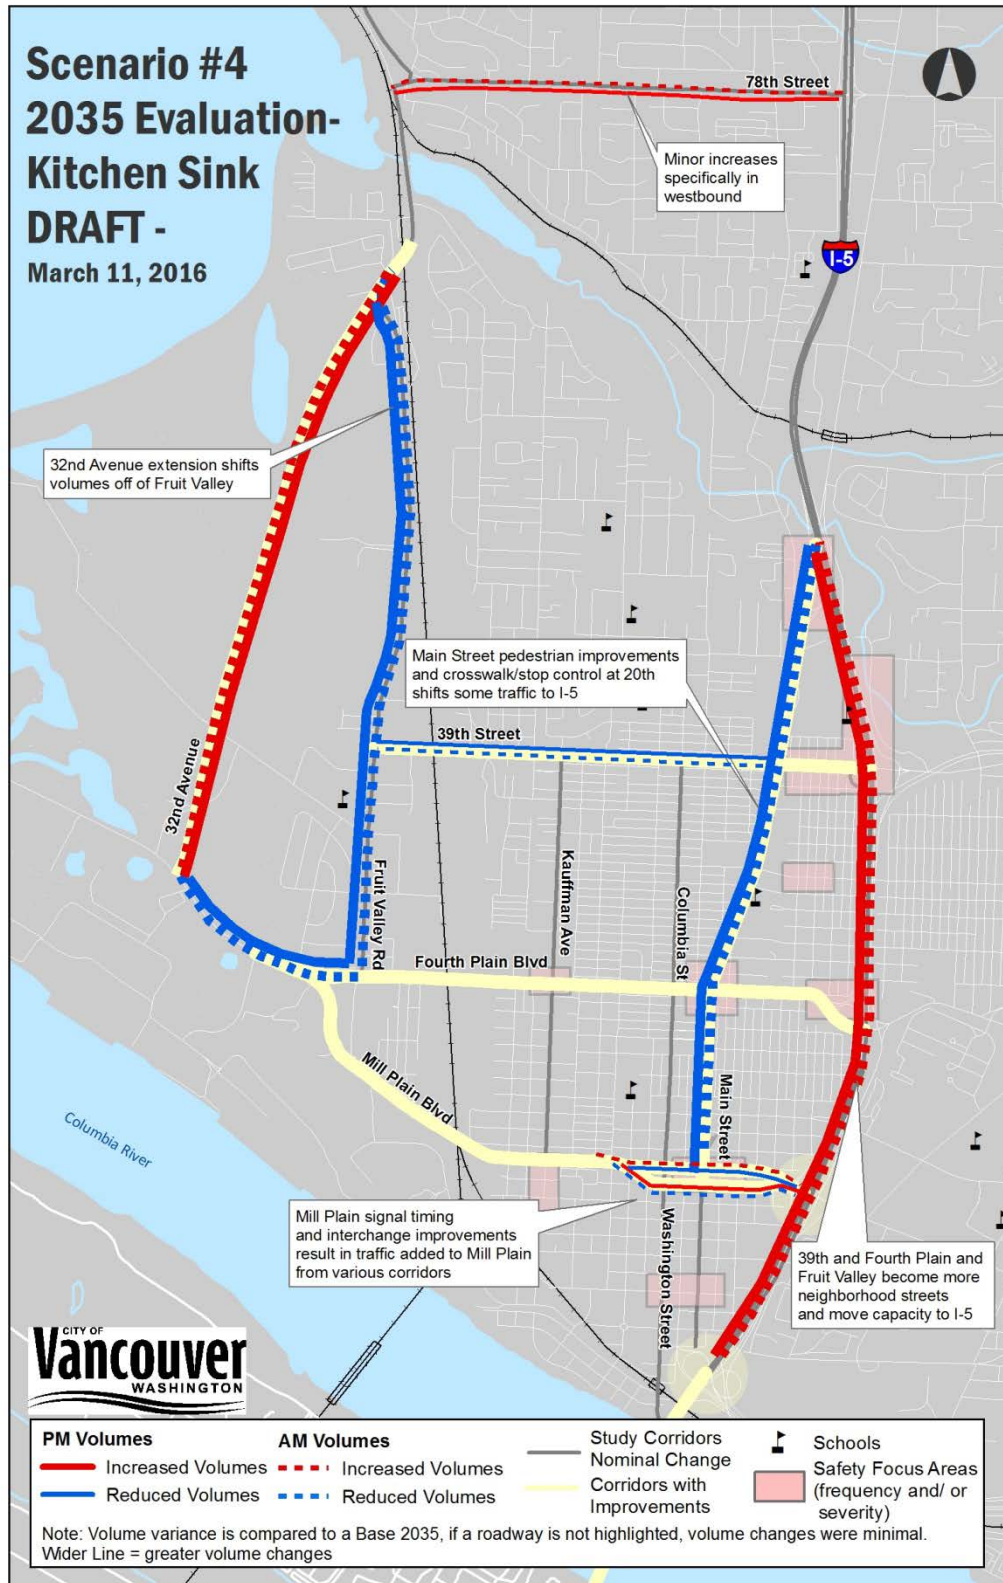 Scenario #4
2035 Evaluation-
Kitchen Sink
DRAFT -
March 11, 2016
78th Street
Minor increases
specifically in
westbound
I-5
32nd Avenue extension shifts
volumes off of Fruit Valley
Main Street pedestrian improvements
and crosswalk/stop control at 20th
shifts some traffic to I-5
39th Street
32nd Avenue
Fruit Valley Rd
Kauffman Ave
Columbia St
Fourth Plain Blvd
Mill Plain Blvd
Main Street
Columbia River
Washington Street
Mill Plain signal timing
and interchange improvements
result in traffic added to Mill Plain
from various corridors
39th and Fourth Plain and
Fruit Valley become more
neighborhood streets
and move capacity to I-5
CITY OF
Vancouver
WASHINGTON
PM Volumes
Increased Volumes
Reduced Volumes
AM Volumes
Increased Volumes
Reduced Volumes
Study Corridors
Nominal Change
Corridors with
Improvements
Schools
Safety Focus Areas
(frequency and/ or
severity)
Note: Volume variance is compared to a Base 2035, if a roadway is not highlighted, volume changes were minimal.
Wider Line = greater volume changes